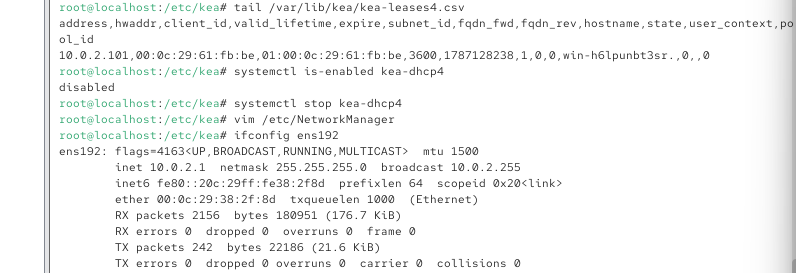 root@localhost:/etc/kea# tail /var/lib/kea/kea-leases4.csv
address,hwaddr,client_id,valid_lifetime,expire,subnet_id,fqdn_fwd,fqdn_rev,hostname,state,user_context,po
ol_id
10.0.2.101,00:0c:29:61:fb:be,01:00:0c:29:61:fb:be,3600,1787128238,1,0,0,win-h6lpunbt3sr.,0,,0
root@localhost:/etc/kea# systemctl is-enabled kea-dhcp4
disabled
root@localhost:/etc/kea# systemctl stop kea-dhcp4
root@localhost:/etc/kea# vim /etc/NetworkManager
root@localhost:/etc/kea# ifconfig ens192
ens192: flags=4163<UP,BROADCAST,RUNNING,MULTICAST>  mtu 1500
        inet 10.0.2.1  netmask 255.255.255.0  broadcast 10.0.2.255
        inet6 fe80::20c:29ff:fe38:2f8d  prefixlen 64  scopeid 0x20<link>
        ether 00:0c:29:38:2f:8d  txqueuelen 1000  (Ethernet)
        RX packets 2156  bytes 180951 (176.7 KiB)
        RX errors 0  dropped 0  overruns 0  frame 0
        TX packets 242  bytes 22186 (21.6 KiB)
        TX errors 0  dropped 0 overruns 0  carrier 0  collisions 0